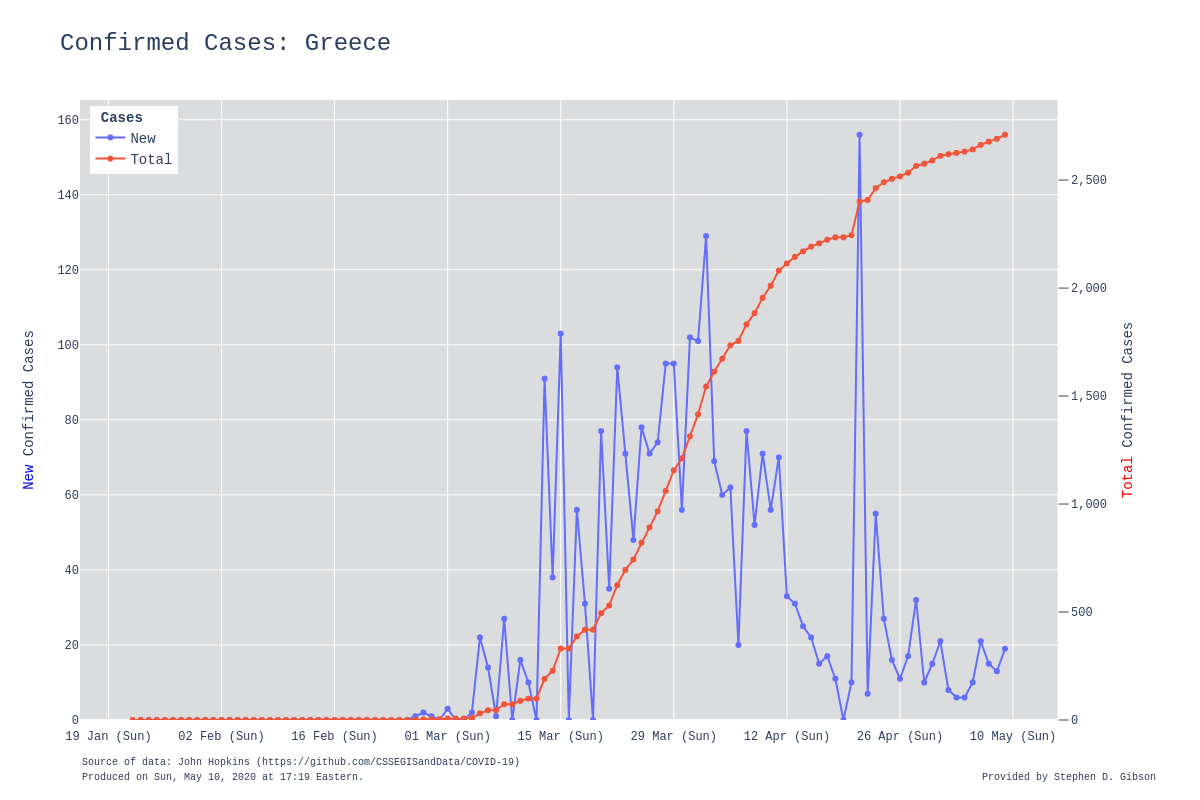 Confirmed Cases: Greece
Cases
New
Total
160
140
120
100
80
60
40
20
0
New Confirmed Cases
2,500
2,000
1,500
1,000
500
0
Total Confirmed Cases
19 Jan (Sun)
02 Feb (Sun)
16 Feb (Sun)
01 Mar (Sun)
15 Mar (Sun)
29 Mar (Sun)
12 Apr (Sun)
26 Apr (Sun)
10 May (Sun)
Source of data: John Hopkins (https://github.com/CSSEGISandData/COVID-19)
Produced on Sun, May 10, 2020 at 17:19 Eastern.
Provided by Stephen D. Gibson